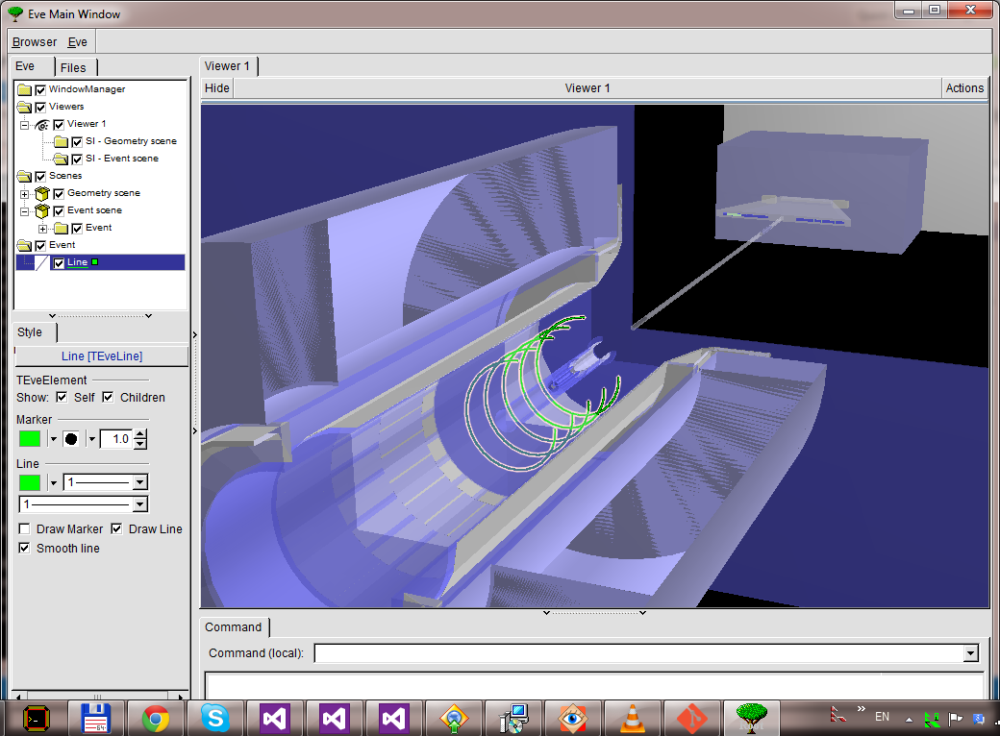 Eve Main Window
Browser Eve
Eve Files
WindowManager
Viewers
Viewer 1
SI - Geometry scene
SI - Event scene
Scenes
Geometry scene
Event scene
Event
Event
Line
Style
Line [TEveLine]
TEveElement
Show: Self Children
Marker
1.0
Line
1
1
Draw Marker Draw Line
Smooth line
Viewer 1
Hide Viewer 1 Actions
Command
Command (local):
64
EN